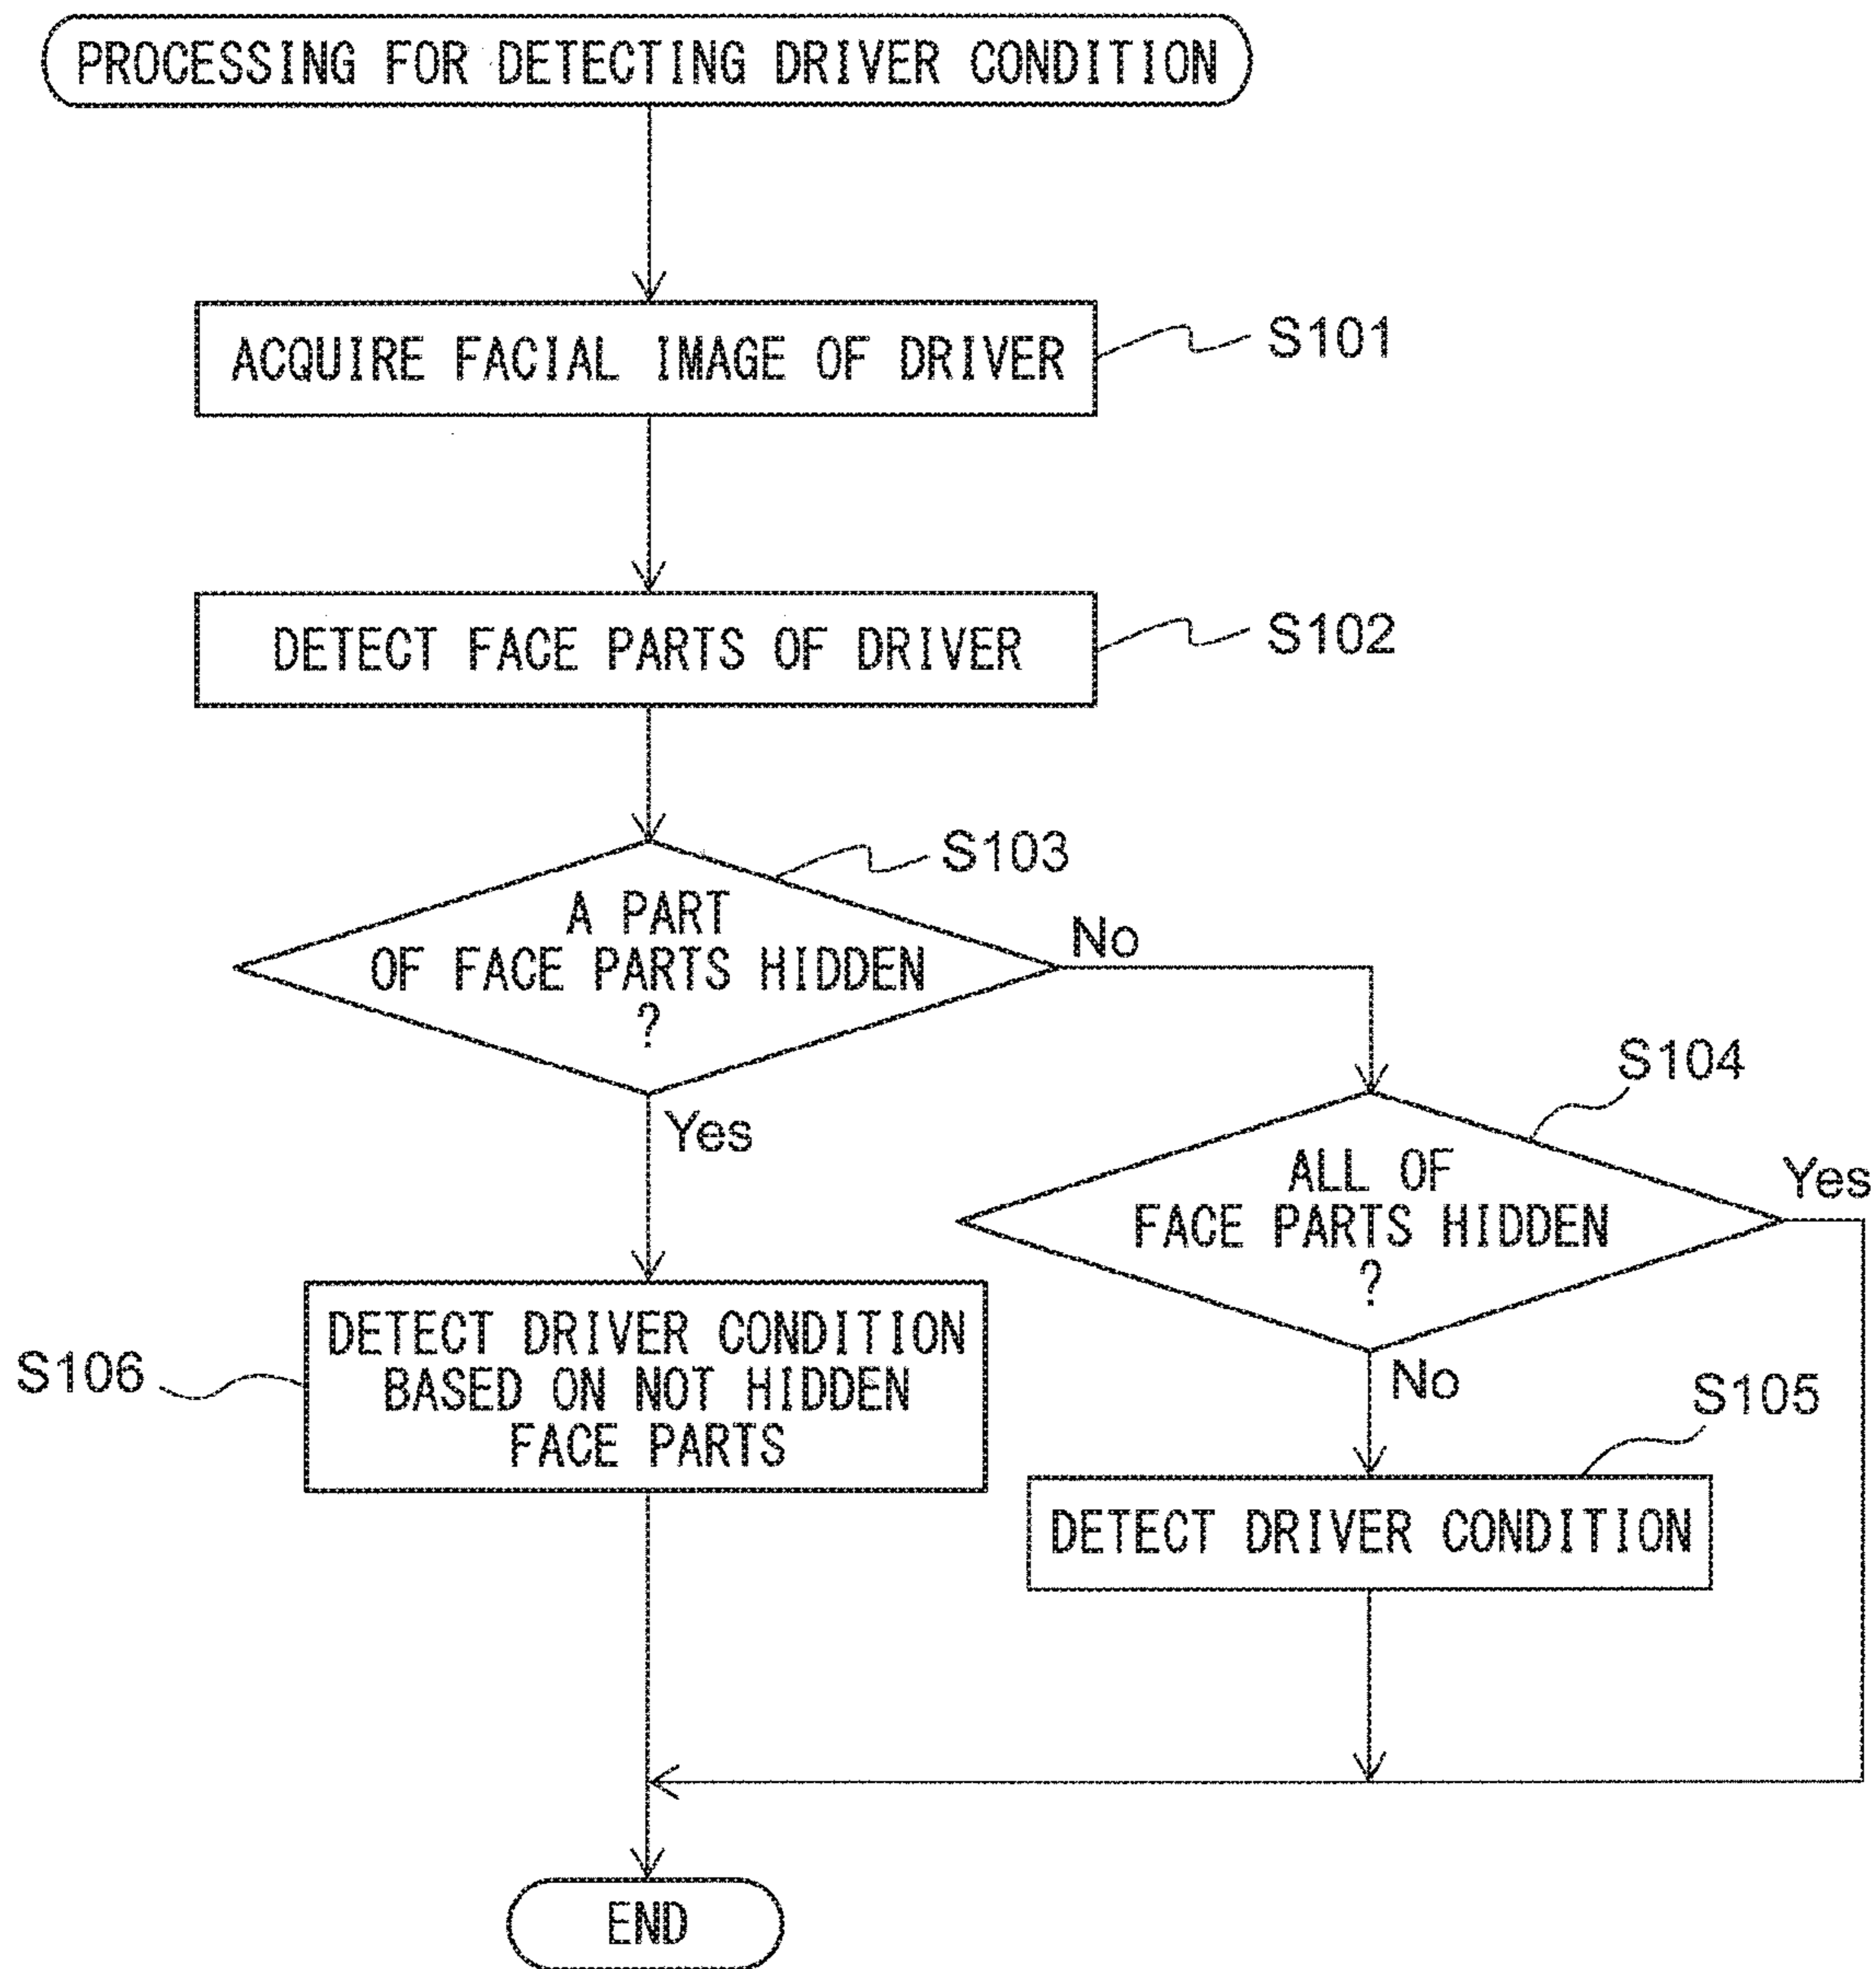 PROCESSING FOR DETECTING DRIVER CONDITION
ACQUIRE FACIAL IMAGE OF DRIVER
S101
DETECT FACE PARTS OF DRIVER
S102
S103
A PART
OF FACE PARTS HIDDEN
?
No
Yes
S104
ALL OF
FACE PARTS HIDDEN
?
Yes
No
S106
DETECT DRIVER CONDITION
BASED ON NOT HIDDEN
FACE PARTS
S105
DETECT DRIVER CONDITION
END